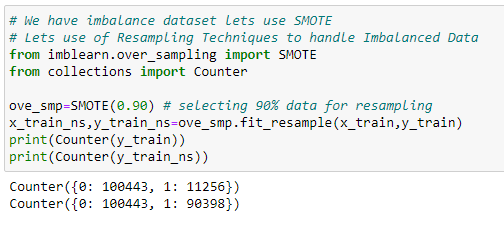 # We have imbalance dataset lets use SMOTE
# Lets use of Resampling Techniques to handle Imbalanced Data
from imblearn.over_sampling import SMOTE
from collections import Counter
ove_smp=SMOTE(0.90) # selecting 90% data for resampling
x_train_ns,y_train_ns=ove_smp.fit_resample(x_train,y_train)
print(Counter(y_train))
print(Counter(y_train_ns))
Counter({0: 100443, 1: 11256})
Counter({0: 100443, 1: 90398})